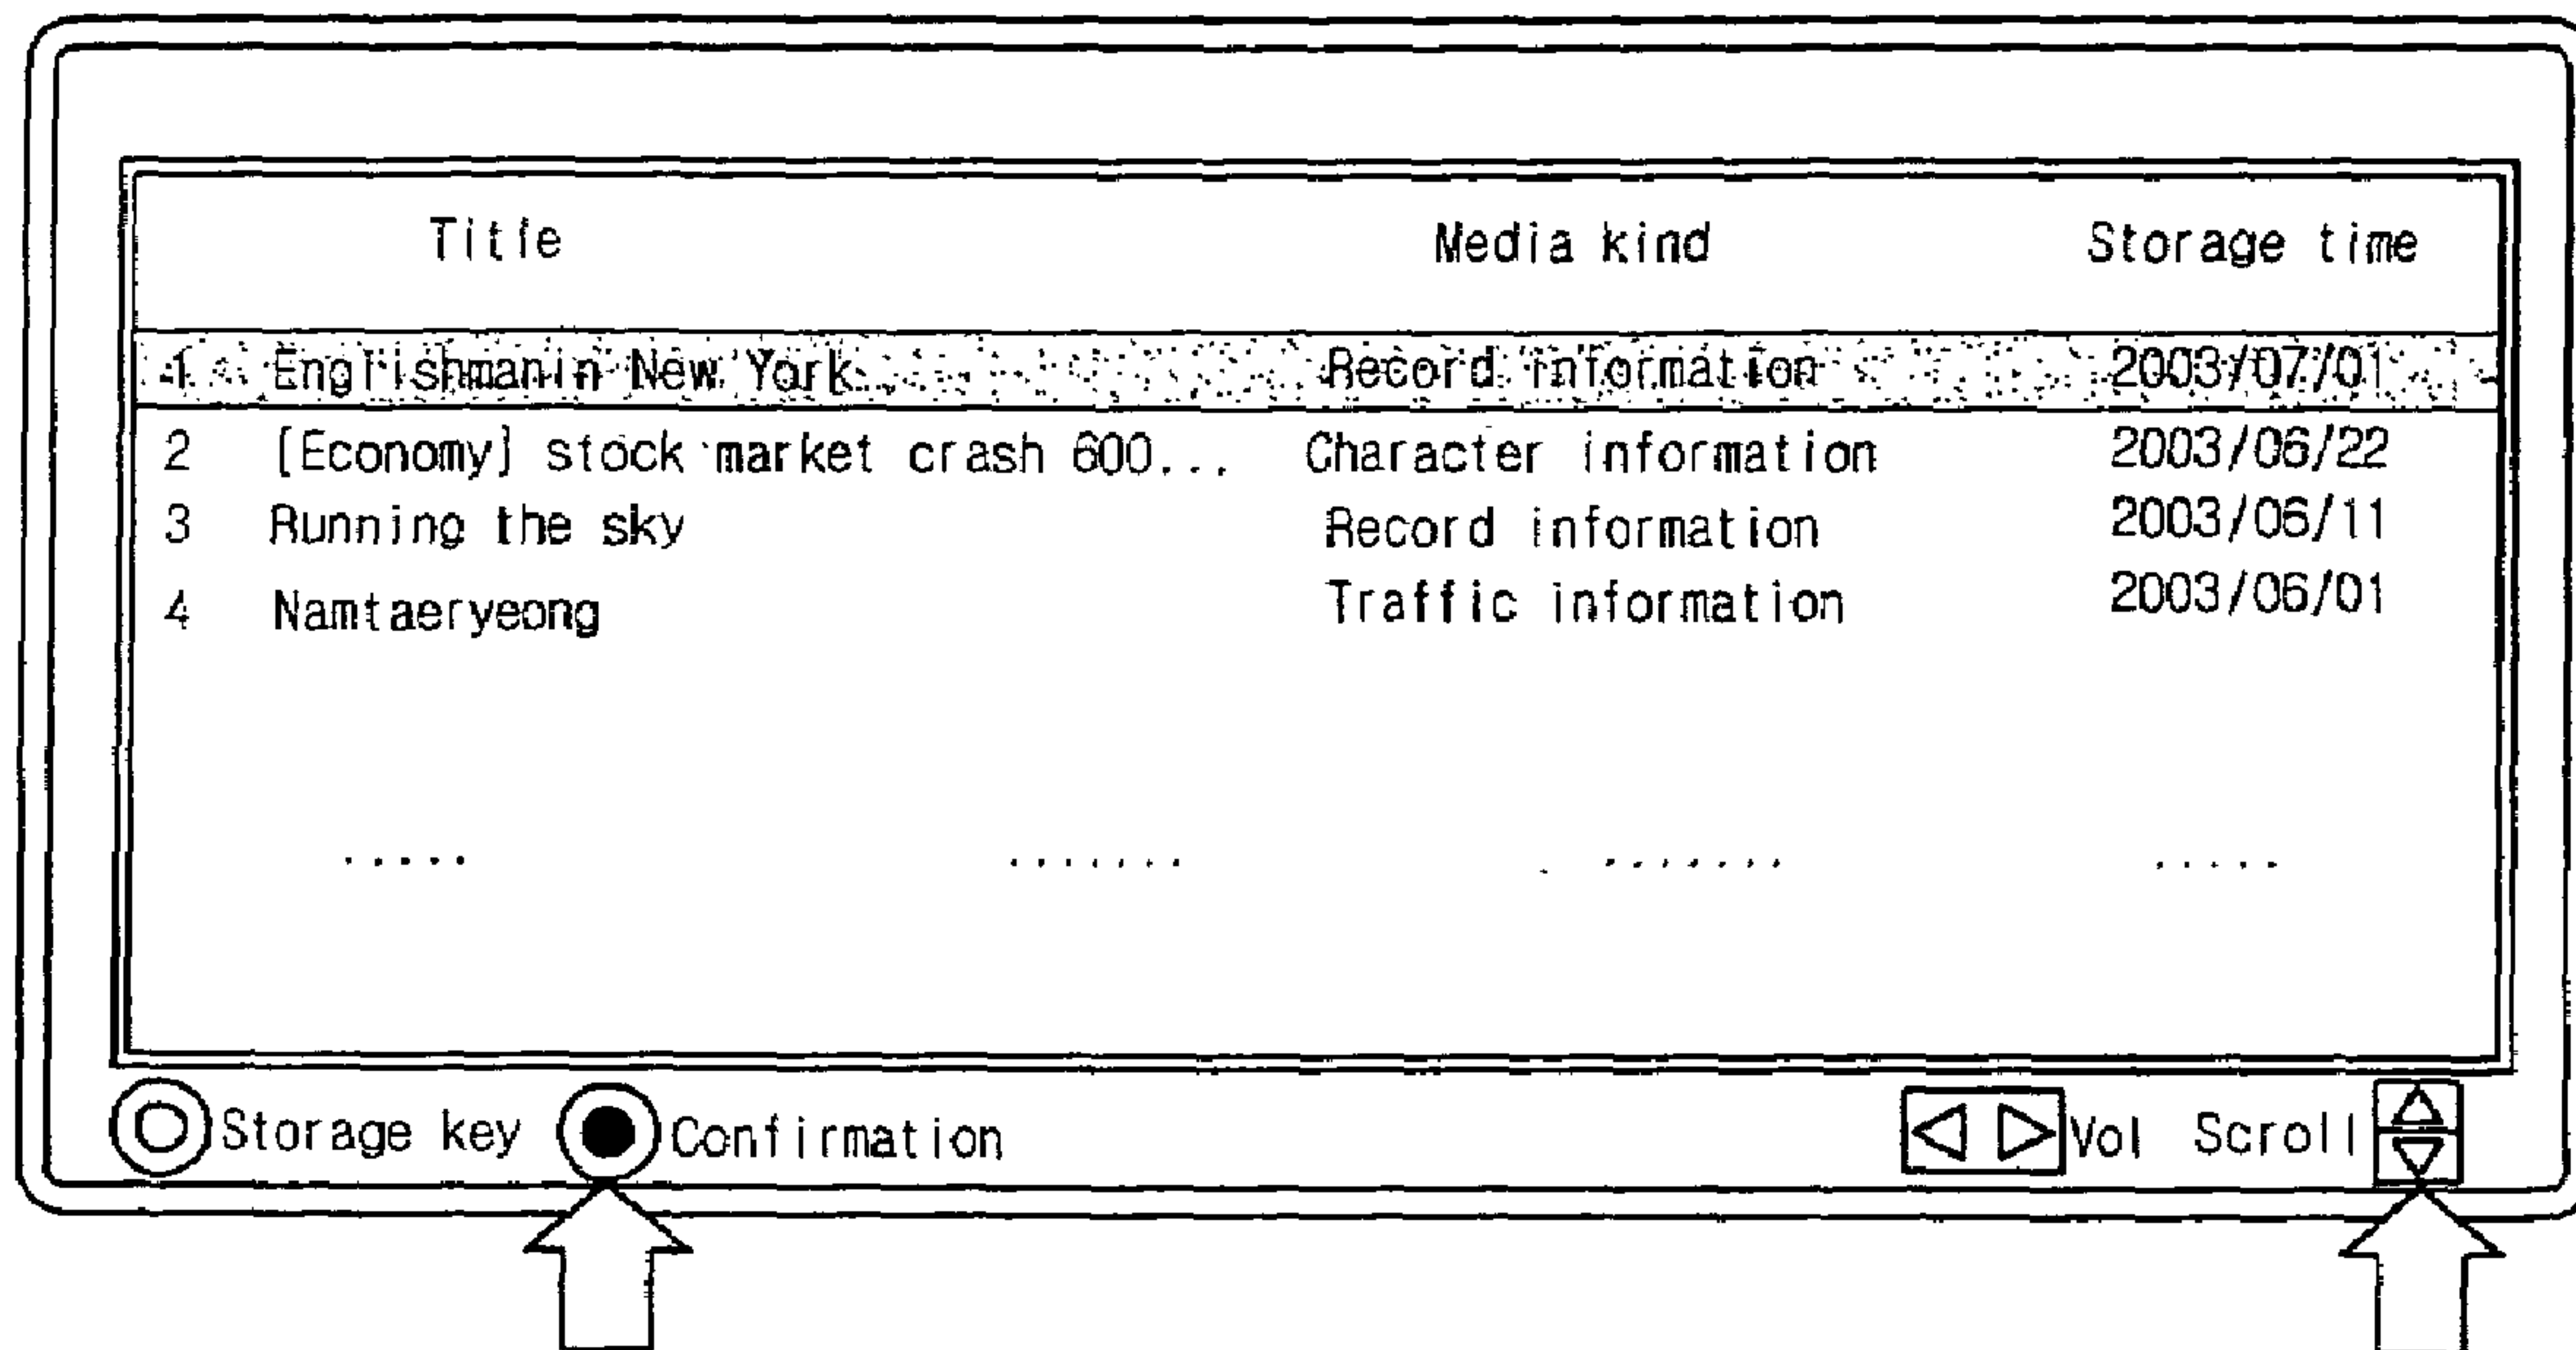 Title Media kind Storage time
1 Englishmanin New York Record information 2003/07/01
2 [Economy] stock market crash 600... Character information 2003/06/22
3 Running the sky Record information 2003/06/11
4 Namtaeryeong Traffic information 2003/06/01
..... ....... ....... .....
Storage key Confirmation Vol Scroll